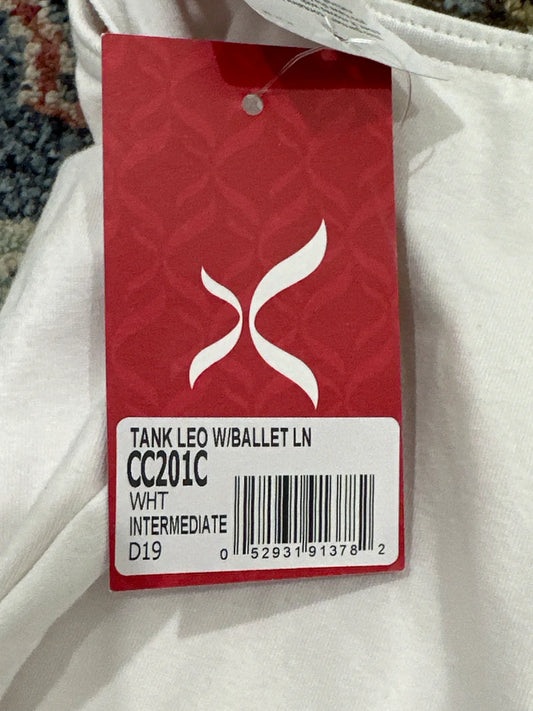 TANK LEO W/BALLET LN
CC201C
WHT
INTERMEDIATE
D19
0 52931 91378 2